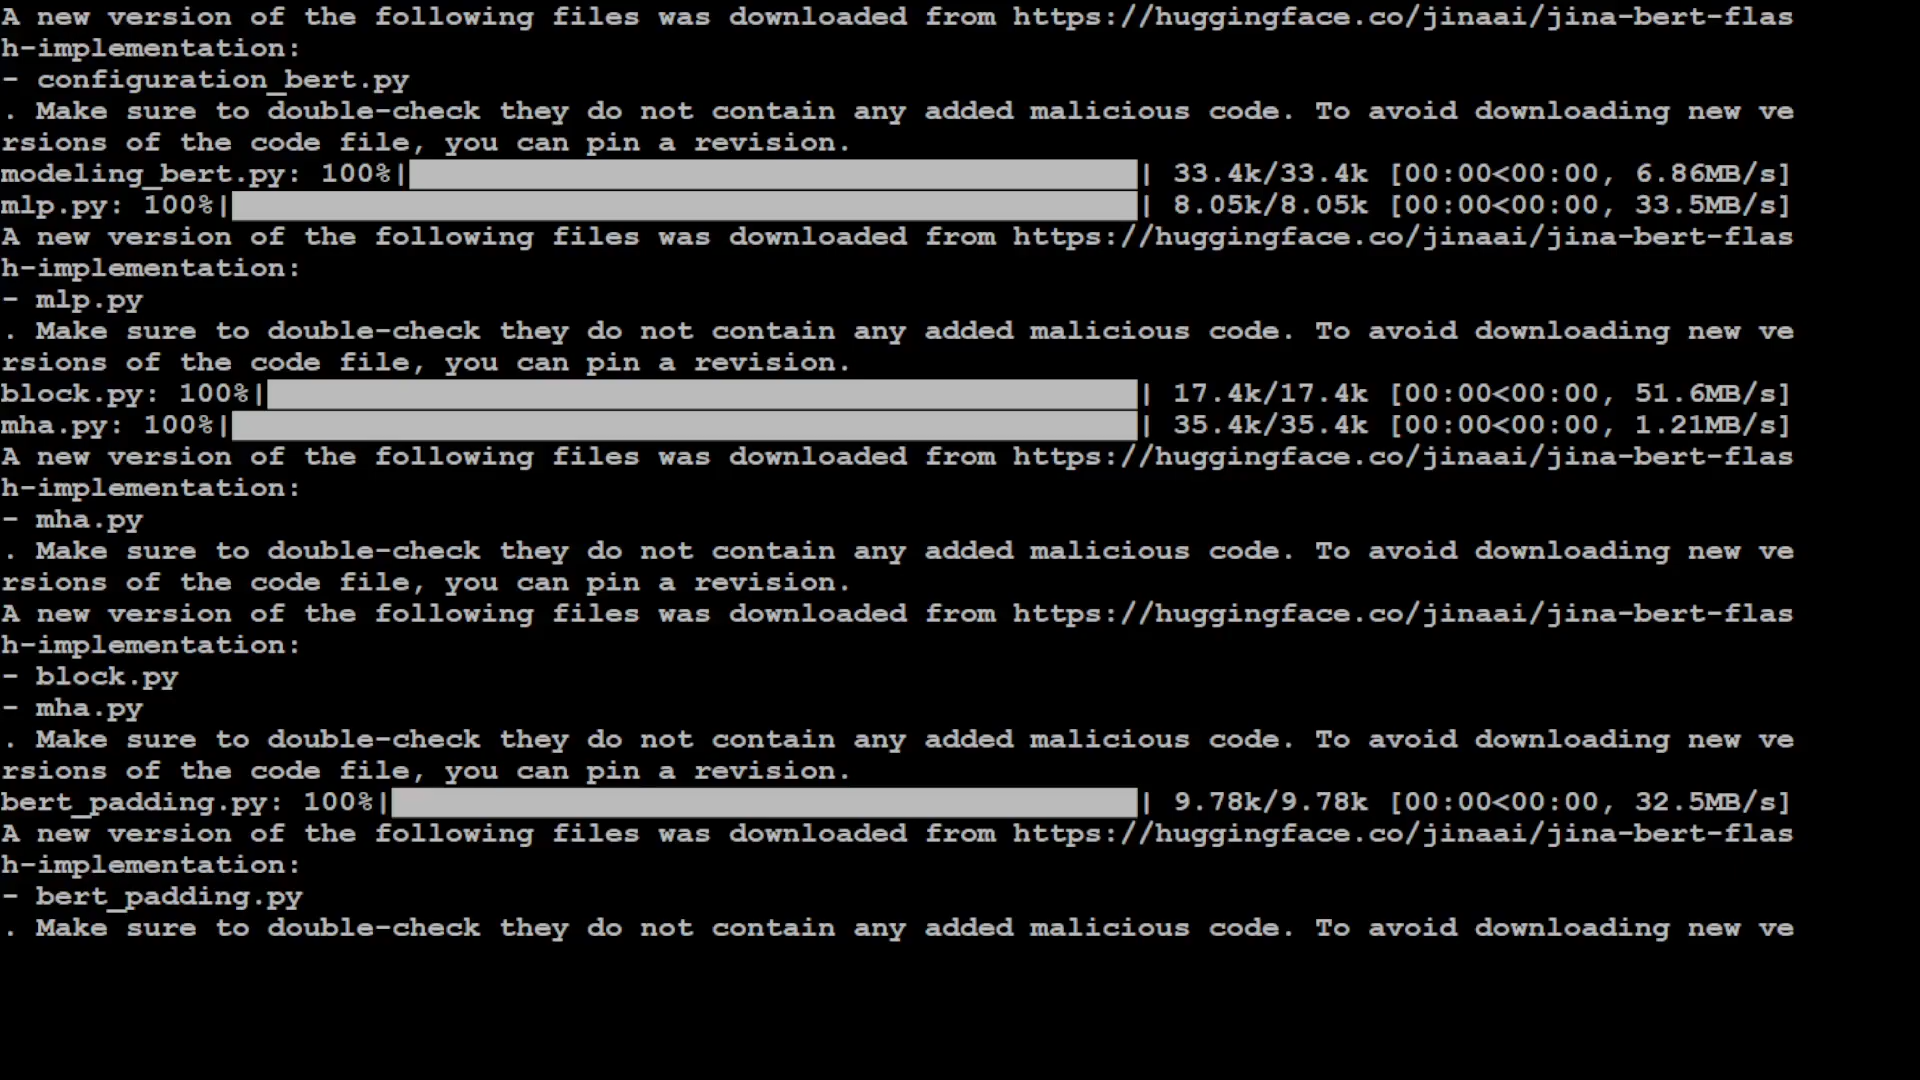 A new version of the following files was downloaded from https://huggingface.co/jinaai/jina-bert-flas
h-implementation:
- configuration_bert.py
. Make sure to double-check they do not contain any added malicious code. To avoid downloading new ve
rsions of the code file, you can pin a revision.
modeling_bert.py: 100%| | 33.4k/33.4k [00:00<00:00, 6.86MB/s]
mlp.py: 100%| | 8.05k/8.05k [00:00<00:00, 33.5MB/s]
A new version of the following files was downloaded from https://huggingface.co/jinaai/jina-bert-flas
h-implementation:
- mlp.py
. Make sure to double-check they do not contain any added malicious code. To avoid downloading new ve
rsions of the code file, you can pin a revision.
block.py: 100%| | 17.4k/17.4k [00:00<00:00, 51.6MB/s]
mha.py: 100%| | 35.4k/35.4k [00:00<00:00, 1.21MB/s]
A new version of the following files was downloaded from https://huggingface.co/jinaai/jina-bert-flas
h-implementation:
- mha.py
. Make sure to double-check they do not contain any added malicious code. To avoid downloading new ve
rsions of the code file, you can pin a revision.
A new version of the following files was downloaded from https://huggingface.co/jinaai/jina-bert-flas
h-implementation:
- block.py
- mha.py
. Make sure to double-check they do not contain any added malicious code. To avoid downloading new ve
rsions of the code file, you can pin a revision.
bert_padding.py: 100%| | 9.78k/9.78k [00:00<00:00, 32.5MB/s]
A new version of the following files was downloaded from https://huggingface.co/jinaai/jina-bert-flas
h-implementation:
- bert_padding.py
. Make sure to double-check they do not contain any added malicious code. To avoid downloading new ve